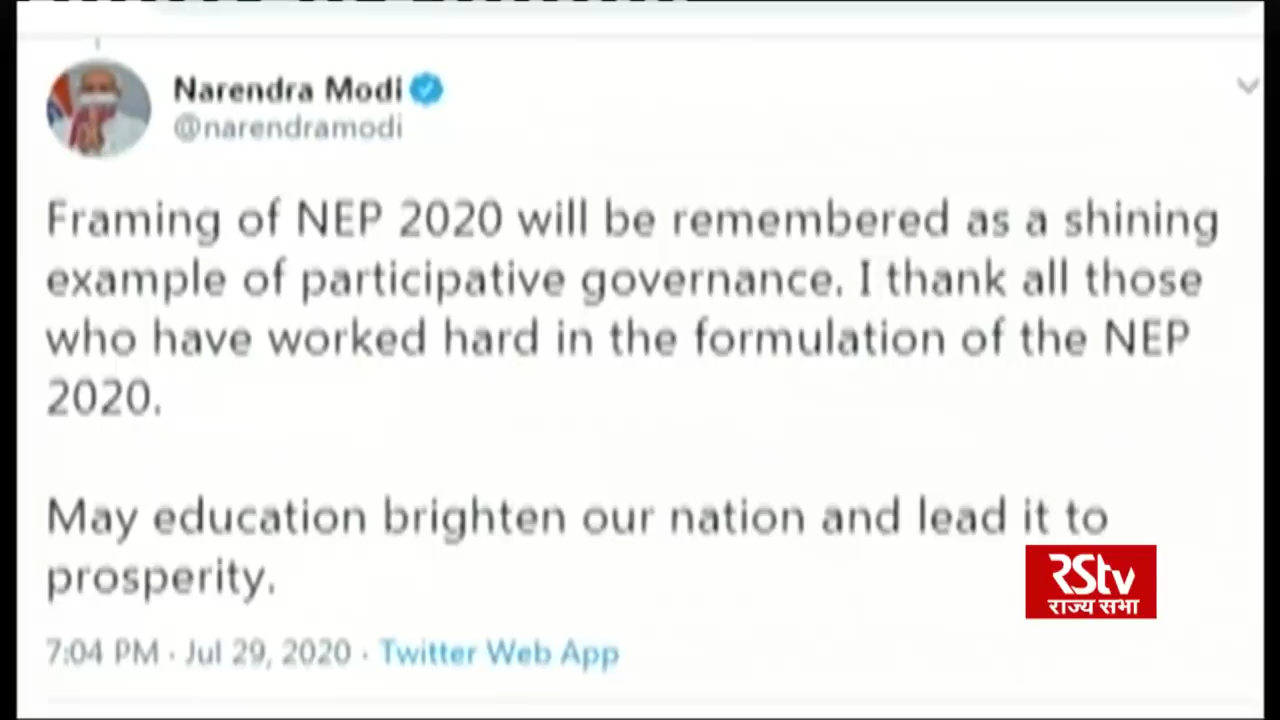 Narendra Modi
@narendramodi
Framing of NEP 2020 will be remembered as a shining
example of participative governance. I thank all those
who have worked hard in the formulation of the NEP
2020.
May education brighten our nation and lead it to
prosperity.
RStv
राज्य सभा
7:04 PM · Jul 29, 2020 · Twitter Web App